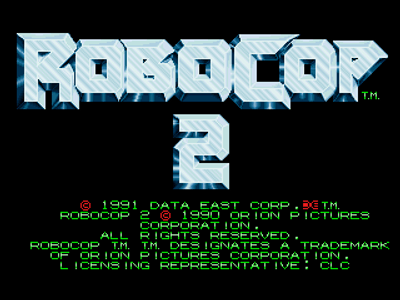 ROBOCOP T.M.
2
© 1991 DATA EAST CORP. T.M.
ROBOCOP 2 © 1990 ORION PICTURES
CORPORATION.
ALL RIGHTS RESERVED.
ROBOCOP T.M. T.M. DESIGNATES A TRADEMARK
OF ORION PICTURES CORPORATION.
LICENSING REPRESENTATIVE: CLC